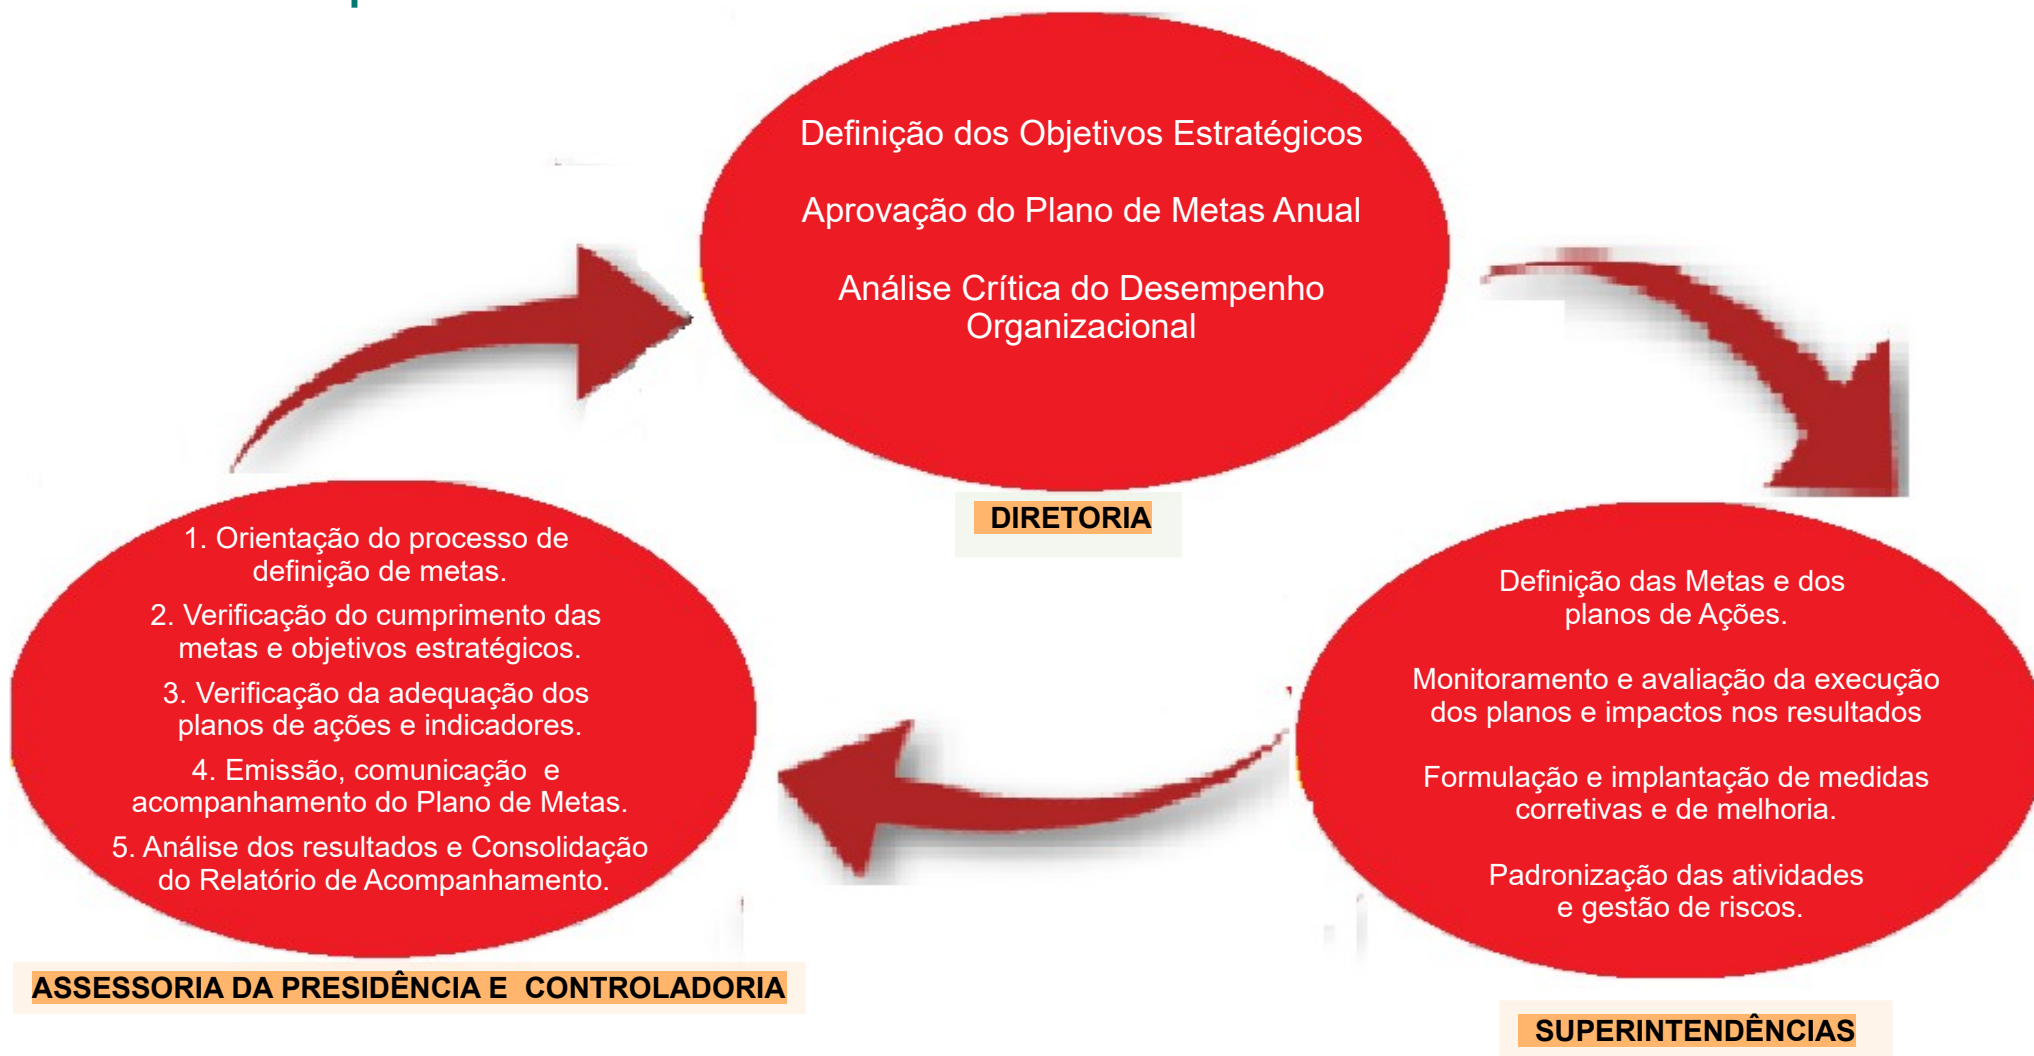 Definição dos Objetivos Estratégicos
Aprovação do Plano de Metas Anual
Análise Crítica do Desempenho
Organizacional
DIRETORIA
1. Orientação do processo de
definição de metas.
2. Verificação do cumprimento das
metas e objetivos estratégicos.
3. Verificação da adequação dos
planos de ações e indicadores.
4. Emissão, comunicação  e
acompanhamento do Plano de Metas.
5. Análise dos resultados e Consolidação
do Relatório de Acompanhamento.
ASSESSORIA DA PRESIDÊNCIA E  CONTROLADORIA
Definição das Metas e dos
planos de Ações.
Monitoramento e avaliação da execução
dos planos e impactos nos resultados
Formulação e implantação de medidas
corretivas e de melhoria.
Padronização das atividades
e gestão de riscos.
SUPERINTENDÊNCIAS